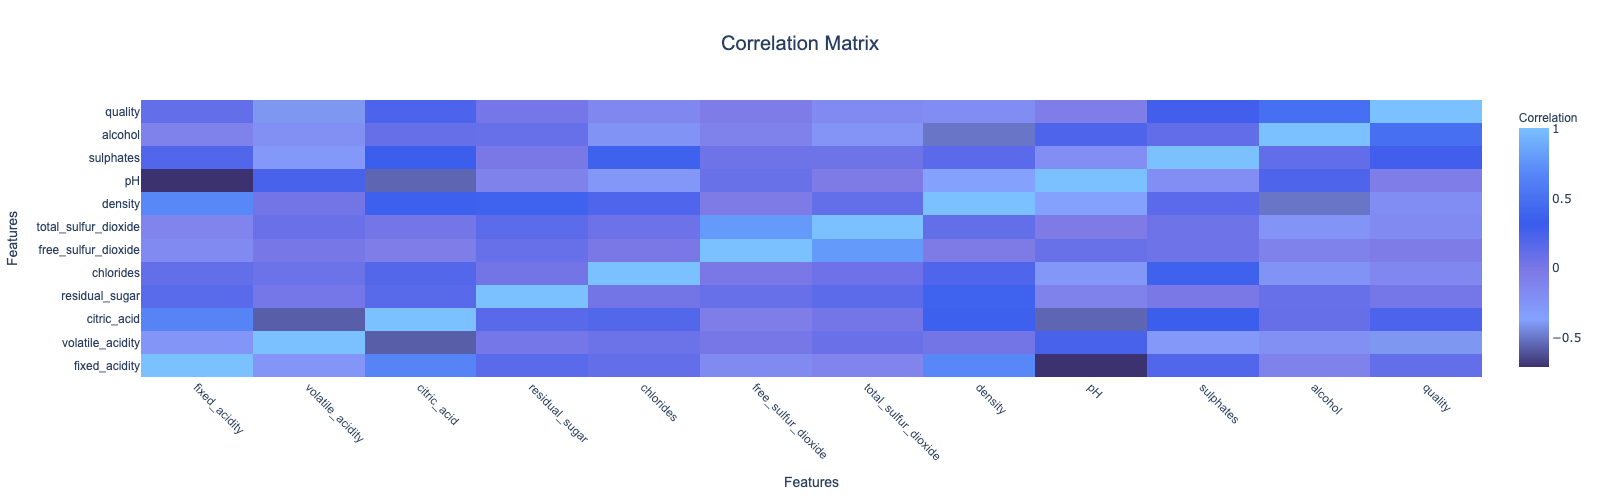 Correlation Matrix
quality
alcohol
sulphates
pH
density
total_sulfur_dioxide
free_sulfur_dioxide
chlorides
residual_sugar
citric_acid
volatile_acidity
fixed_acidity
Features
fixed_acidity
volatile_acidity
citric_acid
residual_sugar
chlorides
free_sulfur_dioxide
total_sulfur_dioxide
density
pH
sulphates
alcohol
quality
Features
Correlation
1
0.5
0
−0.5